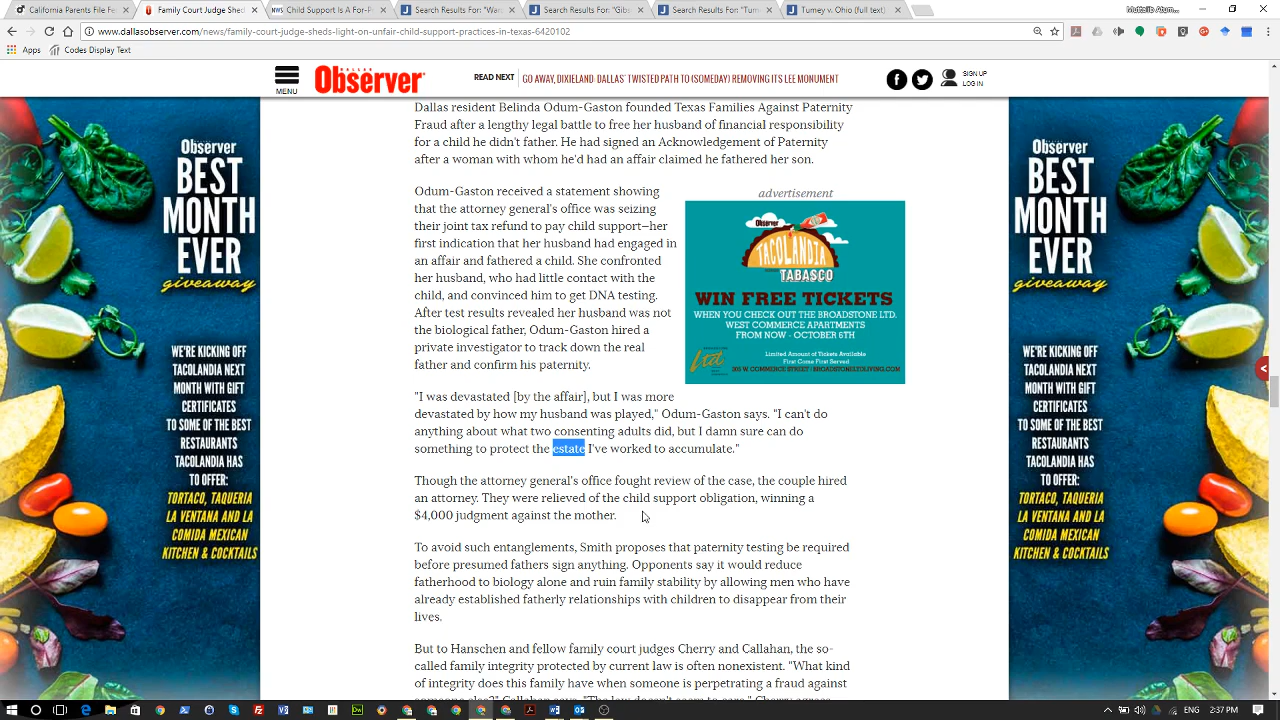 California Parents File Fe
Family Court Judge She
Child Support Is A For-P
Search Results For: "Wa
Search Results For: "Gib
Search Results For: "Turn
Turney v. Ohio (full text)
www.dallasobserver.com/news/family-court-judge-sheds-light-on-unfair-child-support-practices-in-texas-6420102
Apps
Codes Display Text
MENU
DALLAS
Observer
READ NEXT
GO AWAY, DIXIELAND: DALLAS' TWISTED PATH TO (SOMEDAY) REMOVING ITS LEE MONUMENT
SIGN UP
LOG IN
Dallas resident Belinda Odum-Gaston founded Texas Families Against Paternity
Fraud after a lengthy legal battle to free her husband of financial responsibility
for a child he didn't father. He had signed an Acknowledgement of Paternity
after a woman with whom he'd had an affair claimed he fathered her son.
Odum-Gaston received a statement showing
that the attorney general's office was seizing
their joint tax refund to pay child support—her
first indication that her husband had engaged in
an affair and fathered a child. She confronted
her husband, who had little contact with the
child, and convinced him to get DNA testing.
After test results revealed her husband was not
the biological father, Odum-Gaston hired a
private investigator to track down the real
father and confirm his paternity.
advertisement
Observer
TACOLANDIA
TABASCO
WIN FREE TICKETS
WHEN YOU CHECK OUT THE BROADSTONE LTD.
WEST COMMERCE APARTMENTS
FROM NOW - OCTOBER 6TH
ltd
Limited Amount of Tickets Available
First Come First Served
300 W. COMMERCE STREET | BROADSTONELTDLIVING.COM
"I was devastated [by the affair], but I was more
devastated by how my husband was played," Odum-Gaston says. "I can't do
anything about what two consenting adults did, but I damn sure can do
something to protect the estate I've worked to accumulate."
Though the attorney general's office fought review of the case, the couple hired
an attorney. They were relieved of the child support obligation, winning a
$4,000 judgment against the mother.
To avoid such entanglements, Smith proposes that paternity testing be required
before presumed fathers sign anything. Opponents say it would reduce
fatherhood to biology alone and ruin family stability by allowing men who have
already established fatherly relationships with children to disappear from their
lives.
But to Hanschen and fellow family court judges Cherry and Callahan, the so-
called family integrity protected by current law is often nonexistent. "What kind
of integrity does this family have when someone is perpetrating a fraud against
Observer
BEST
MONTH
EVER
giveaway
WE'RE KICKING OFF
TACOLANDIA NEXT
MONTH WITH GIFT
CERTIFICATES
TO SOME OF THE BEST
RESTAURANTS
TACOLANDIA HAS
TO OFFER:
TORTACO, TAQUERIA
LA VENTANA AND LA
COMIDA MEXICAN
KITCHEN & COCKTAILS
Observer
BEST
MONTH
EVER
giveaway
WE'RE KICKING OFF
TACOLANDIA NEXT
MONTH WITH GIFT
CERTIFICATES
TO SOME OF THE BEST
RESTAURANTS
TACOLANDIA HAS
TO OFFER:
TORTACO, TAQUERIA
LA VENTANA AND LA
COMIDA MEXICAN
KITCHEN & COCKTAILS
2:57 PM